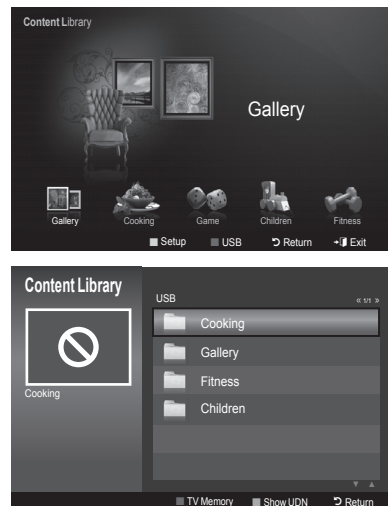 Content Library
Gallery
Gallery Cooking Game Children Fitness
Setup USB Return Exit
Content Library
USB « 1/1 »
Cooking
Gallery
Fitness
Children
Cooking
TV Memory Show UDN Return